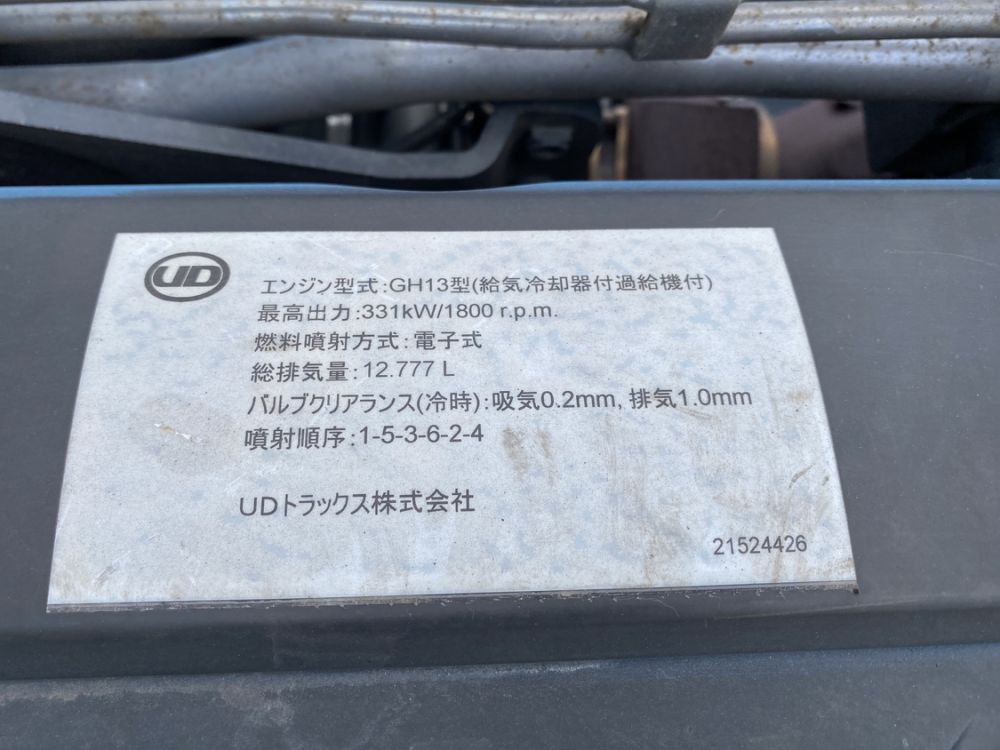 UD
エンジン型式:GH13型(給気冷却器付過給機付)
最高出力:331kW/1800 r.p.m.
燃料噴射方式:電子式
総排気量:12.777 L
バルブクリアランス(冷時):吸気0.2mm, 排気1.0mm
噴射順序:1-5-3-6-2-4
UDトラックス株式会社
21524426